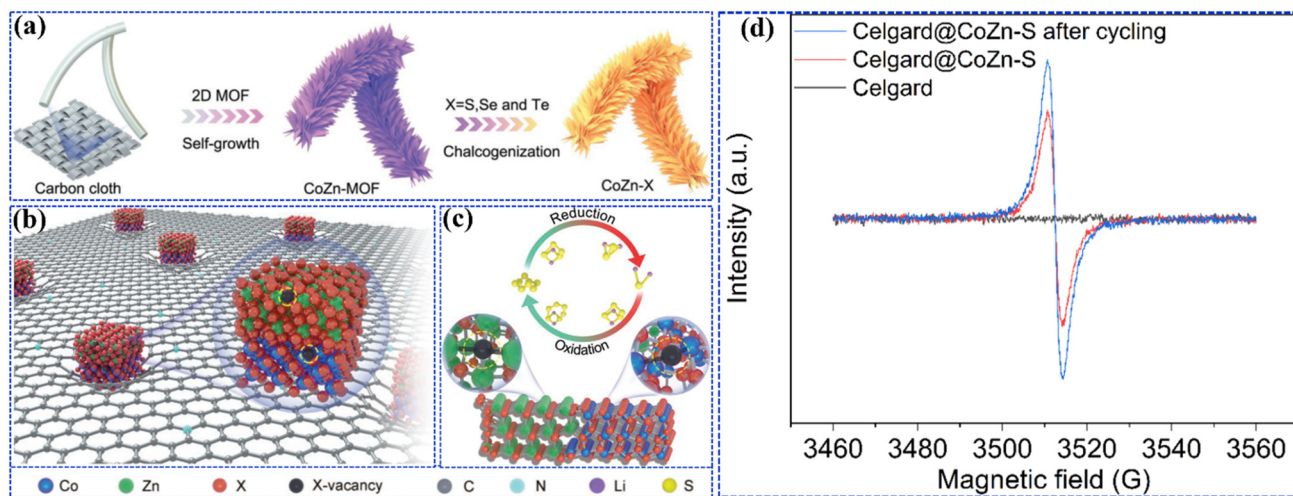 (a)
2D MOF
Self-growth
Carbon cloth
CoZn-MOF
X=S,Se and Te
Chalcogenization
CoZn-X
(b)
(c)
Reduction
Oxidation
Co Zn X X-vacancy C N Li S
(d)
Celgard@CoZn-S after cycling
Celgard@CoZn-S
Celgard
Intensity (a.u.)
3460 3480 3500 3520 3540 3560
Magnetic field (G)